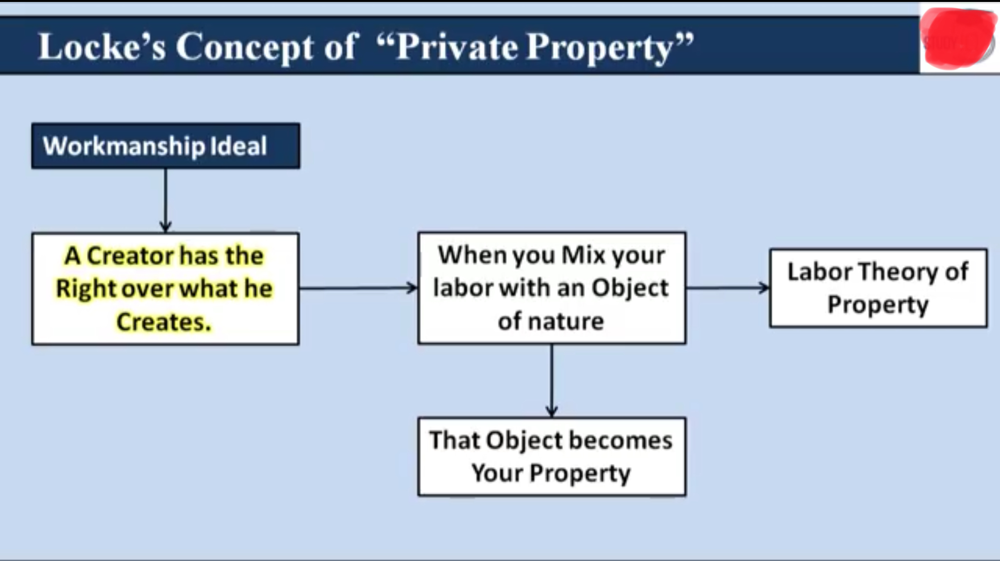 Locke’s Concept of “Private Property”
Workmanship Ideal
A Creator has the
Right over what he
Creates.
When you Mix your
labor with an Object
of nature
Labor Theory of
Property
That Object becomes
Your Property